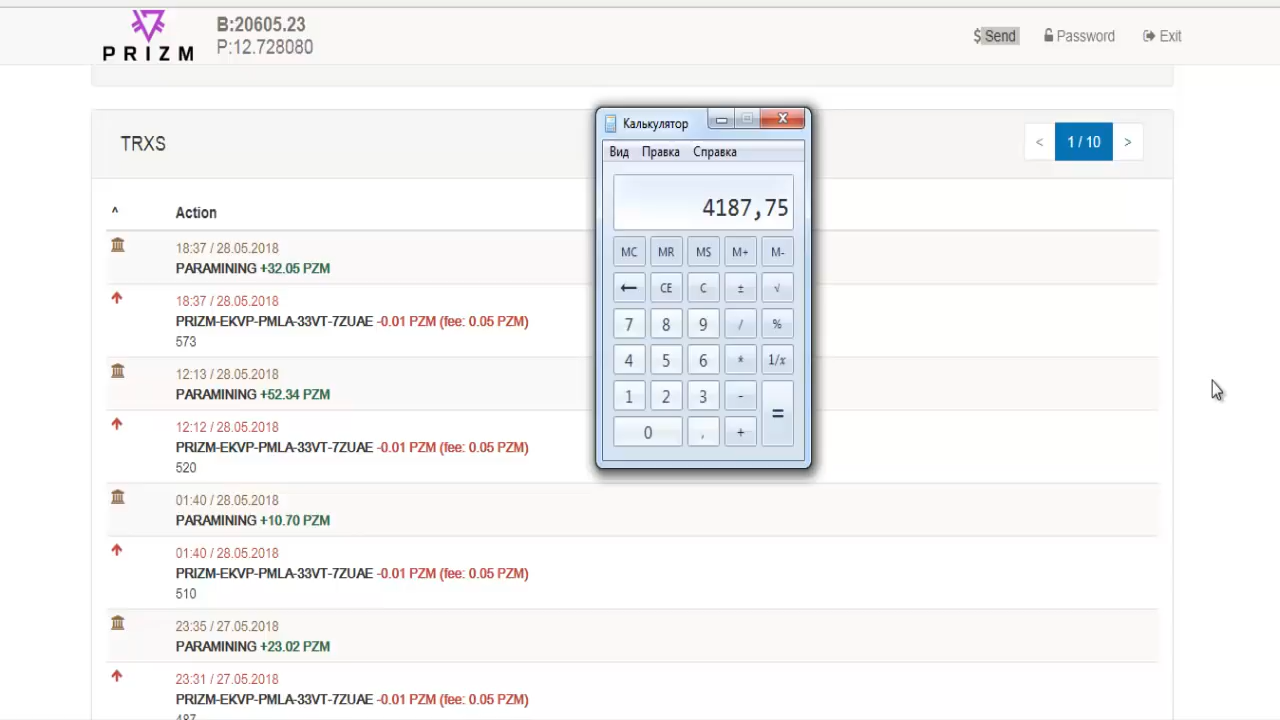 PRIZM
B:20605.23
P:12.728080
$Send
Password
Exit
TRXS
< 1 / 10 >
^ Action
18:37 / 28.05.2018
PARAMINING +32.05 PZM
18:37 / 28.05.2018
PRIZM-EKVP-PMLA-33VT-7ZUAE -0.01 PZM (fee: 0.05 PZM)
573
12:13 / 28.05.2018
PARAMINING +52.34 PZM
12:12 / 28.05.2018
PRIZM-EKVP-PMLA-33VT-7ZUAE -0.01 PZM (fee: 0.05 PZM)
520
01:40 / 28.05.2018
PARAMINING +10.70 PZM
01:40 / 28.05.2018
PRIZM-EKVP-PMLA-33VT-7ZUAE -0.01 PZM (fee: 0.05 PZM)
510
23:35 / 27.05.2018
PARAMINING +23.02 PZM
23:31 / 27.05.2018
PRIZM-EKVP-PMLA-33VT-7ZUAE -0.01 PZM (fee: 0.05 PZM)
487
Калькулятор
Вид Правка Справка
4187,75
MC MR MS M+ M-
← CE C ± √
7 8 9 / %
4 5 6 * 1/x
1 2 3 - =
0 , +